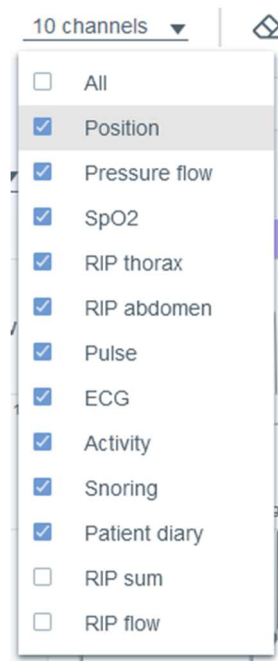 10 channels
All
Position
Pressure flow
SpO2
RIP thorax
RIP abdomen
Pulse
ECG
Activity
Snoring
Patient diary
RIP sum
RIP flow